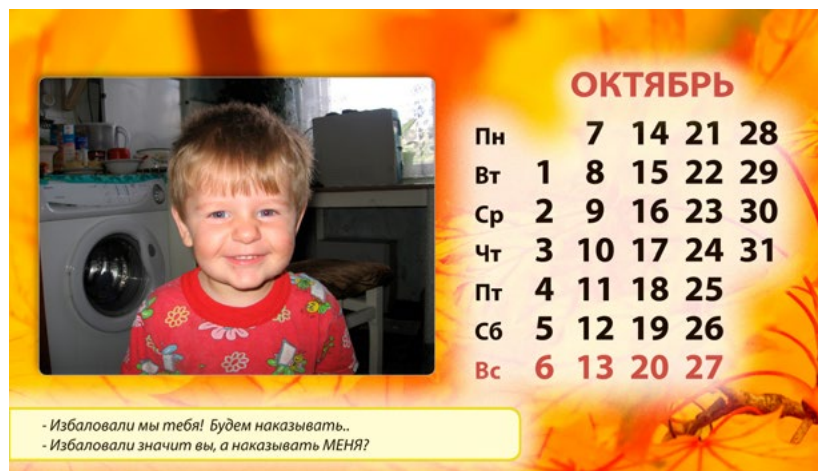 ОКТЯБРЬ
Пн 7 14 21 28
Вт 1 8 15 22 29
Ср 2 9 16 23 30
Чт 3 10 17 24 31
Пт 4 11 18 25
Сб 5 12 19 26
Вс 6 13 20 27
- Избаловали мы тебя! Будем наказывать..
- Избаловали значит вы, а наказывать МЕНЯ?